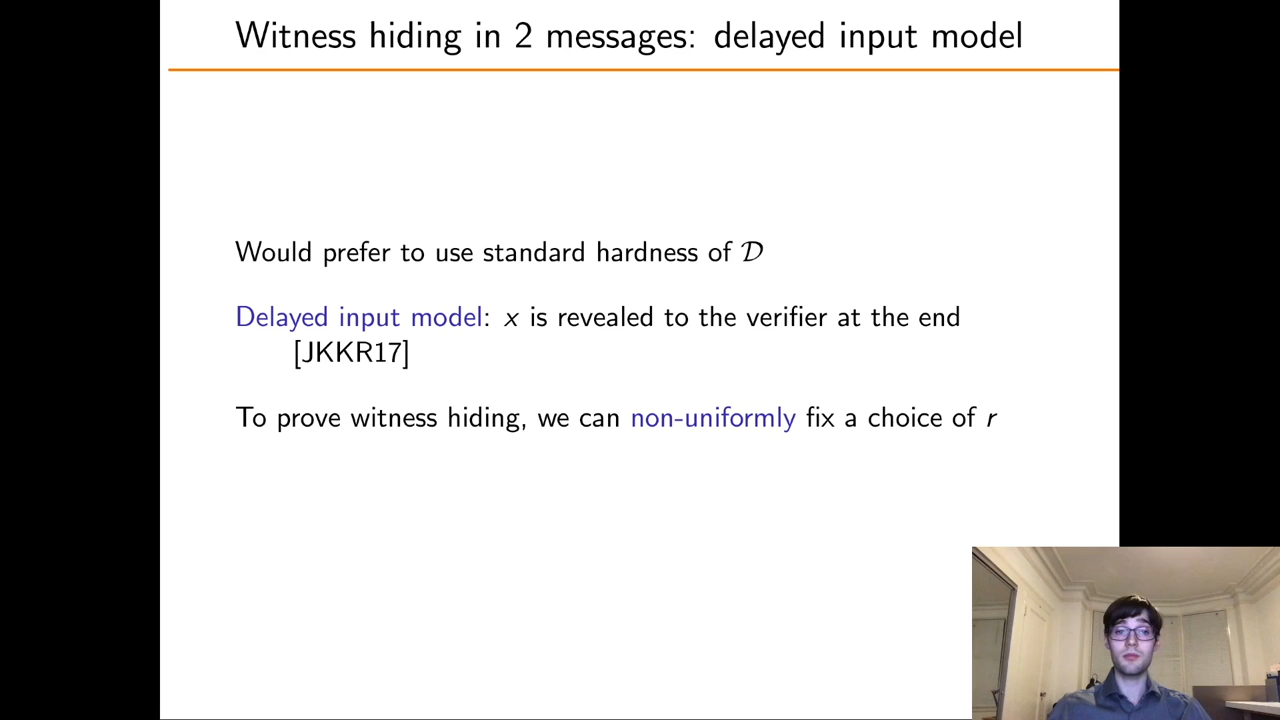 Witness hiding in 2 messages: delayed input model
Would prefer to use standard hardness of 𝒟
Delayed input model: x is revealed to the verifier at the end
[JKKR17]
To prove witness hiding, we can non-uniformly fix a choice of r